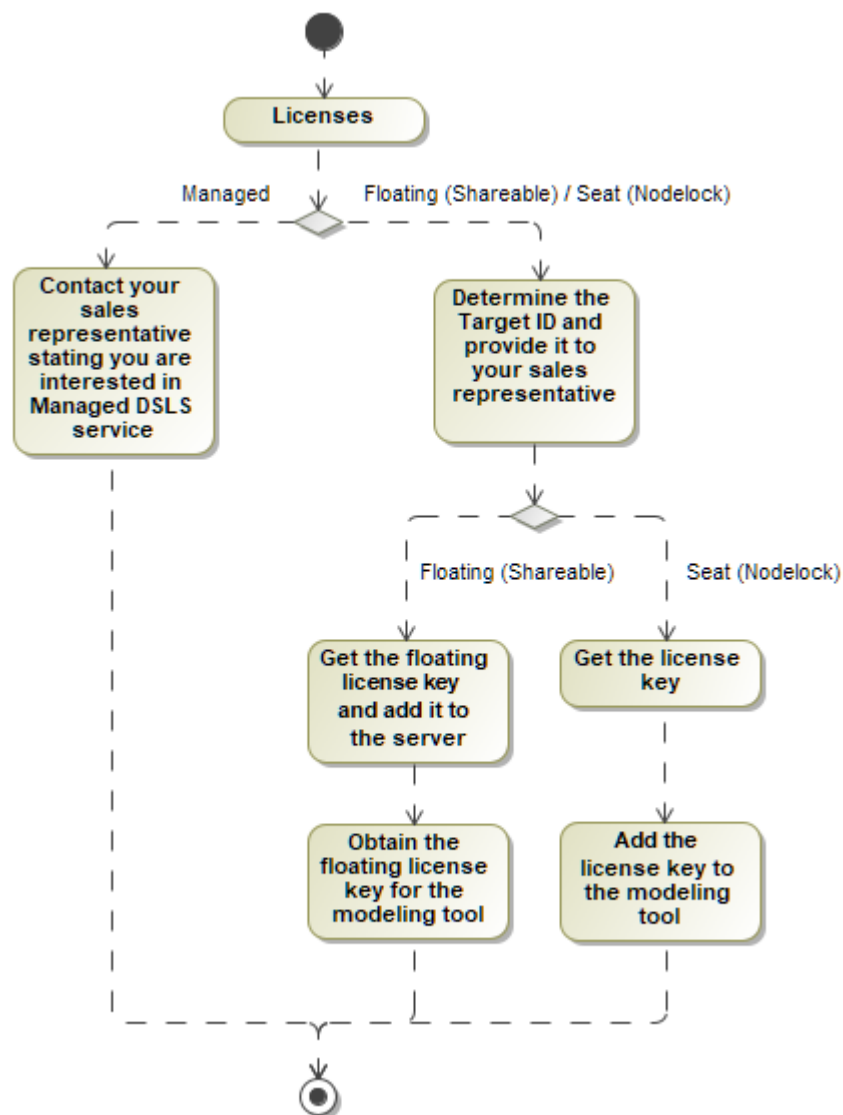 Licenses
Managed
Floating (Shareable) / Seat (Nodelock)
Contact your
sales
representative
stating you are
interested in
Managed DSLS
service
Determine the
Target ID and
provide it to
your sales
representative
Floating (Shareable)
Seat (Nodelock)
Get the floating
license key
and add it to
the server
Get the license
key
Obtain the
floating license
key for the
modeling tool
Add the
license key to
the modeling
tool